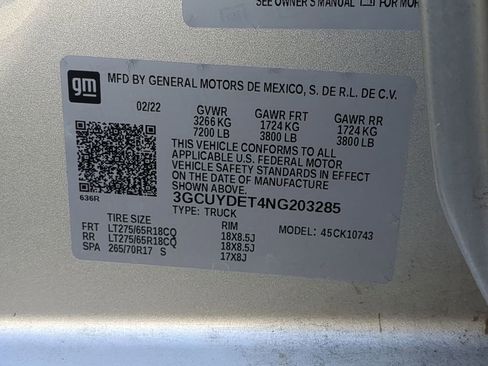 SEE OWNER'S MANUAL FOR MOR
gm
MFD BY GENERAL MOTORS DE MEXICO, S. DE R.L. DE C.V.
02/22 GVWR GAWR FRT GAWR RR
3266 KG 1724 KG 1724 KG
7200 LB 3800 LB 3800 LB
THIS VEHICLE CONFORMS TO ALL
APPLICABLE U.S. FEDERAL MOTOR
VEHICLE SAFETY STANDARDS IN EFFECT
ON THE DATE OF MANUFACTURE
SHOWN ABOVE.
636R
3GCUYDET4NG203285
TYPE: TRUCK
TIRE SIZE RIM MODEL: 45CK10743
FRT LT275/65R18CQ 18X8.5J
RR LT275/65R18CQ 18X8.5J
SPA 265/70R17 S 17X8J